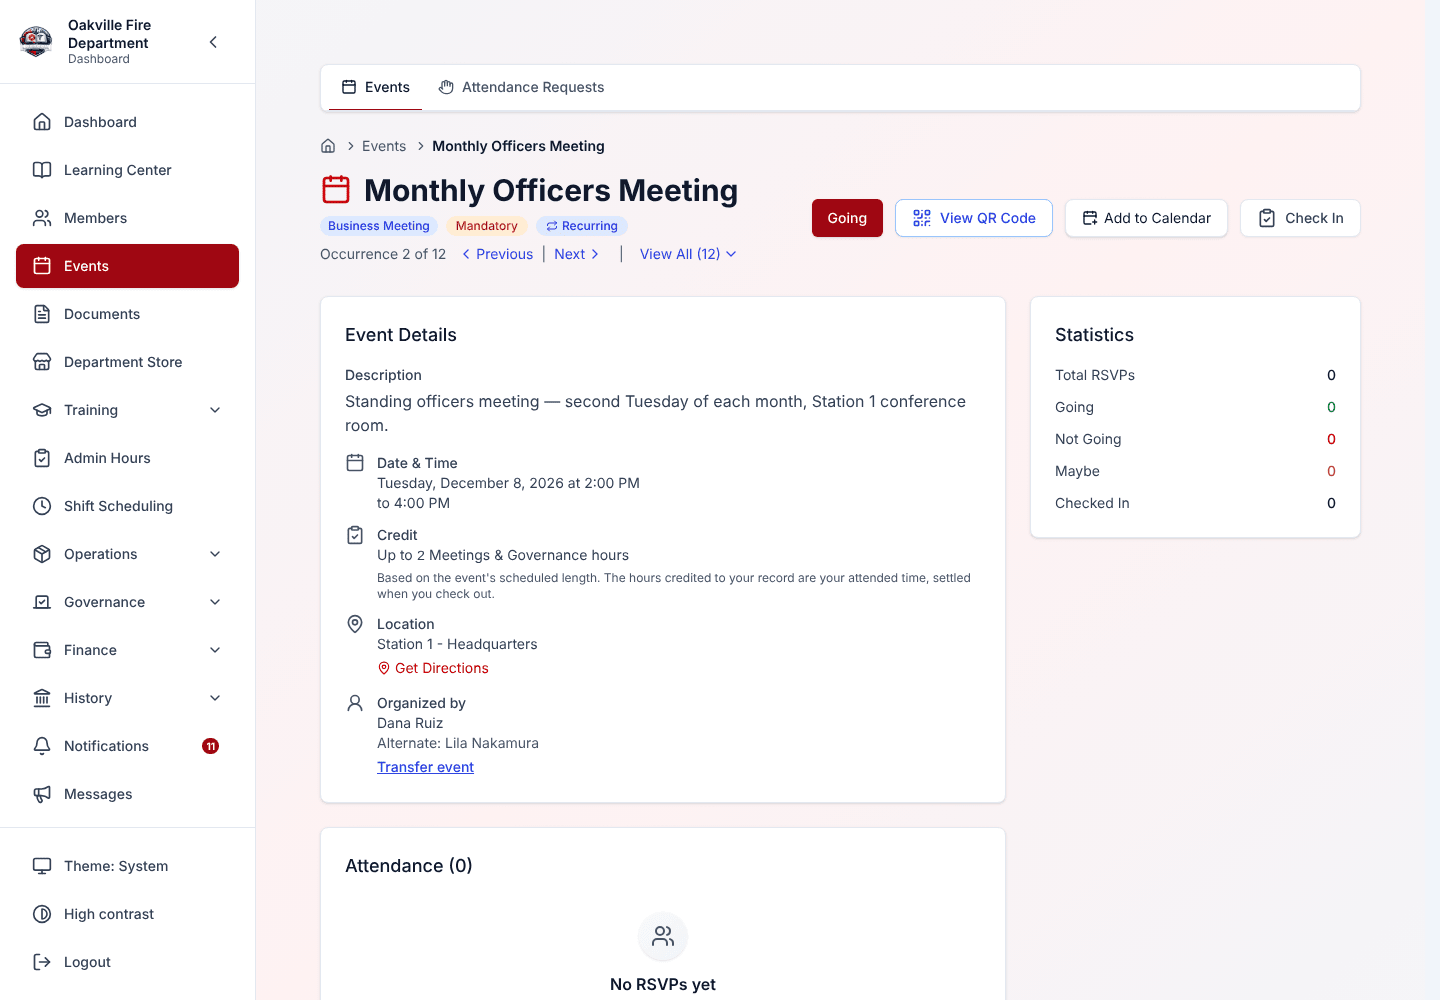 Oakville Fire
Department
Dashboard
Dashboard
Learning Center
Members
Events
Documents
Department Store
Training
Admin Hours
Shift Scheduling
Operations
Governance
Finance
History
Notifications
11
Messages
Theme: System
High contrast
Logout
Events
Attendance Requests
Events
Monthly Officers Meeting
Monthly Officers Meeting
Business Meeting
Mandatory
Recurring
Occurrence 2 of 12
Previous
|
Next
|
View All (12)
Going
View QR Code
Add to Calendar
Check In
Event Details
Description
Standing officers meeting — second Tuesday of each month, Station 1 conference
room.
Date & Time
Tuesday, December 8, 2026 at 2:00 PM
to 4:00 PM
Credit
Up to 2 Meetings & Governance hours
Based on the event's scheduled length. The hours credited to your record are your attended time, settled
when you check out.
Location
Station 1 - Headquarters
Get Directions
Organized by
Dana Ruiz
Alternate: Lila Nakamura
Transfer event
Statistics
Total RSVPs 0
Going 0
Not Going 0
Maybe 0
Checked In 0
Attendance (0)
No RSVPs yet